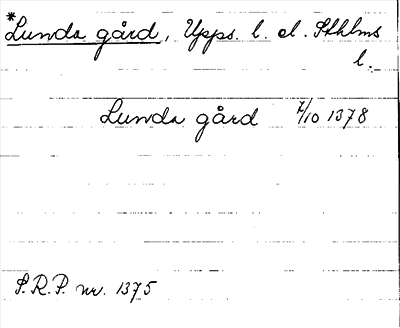 *Lunda gård, Upps. l. el. Sthlms
l.
Lunda gård 7/10 1378
S.R.P. nr. 1375